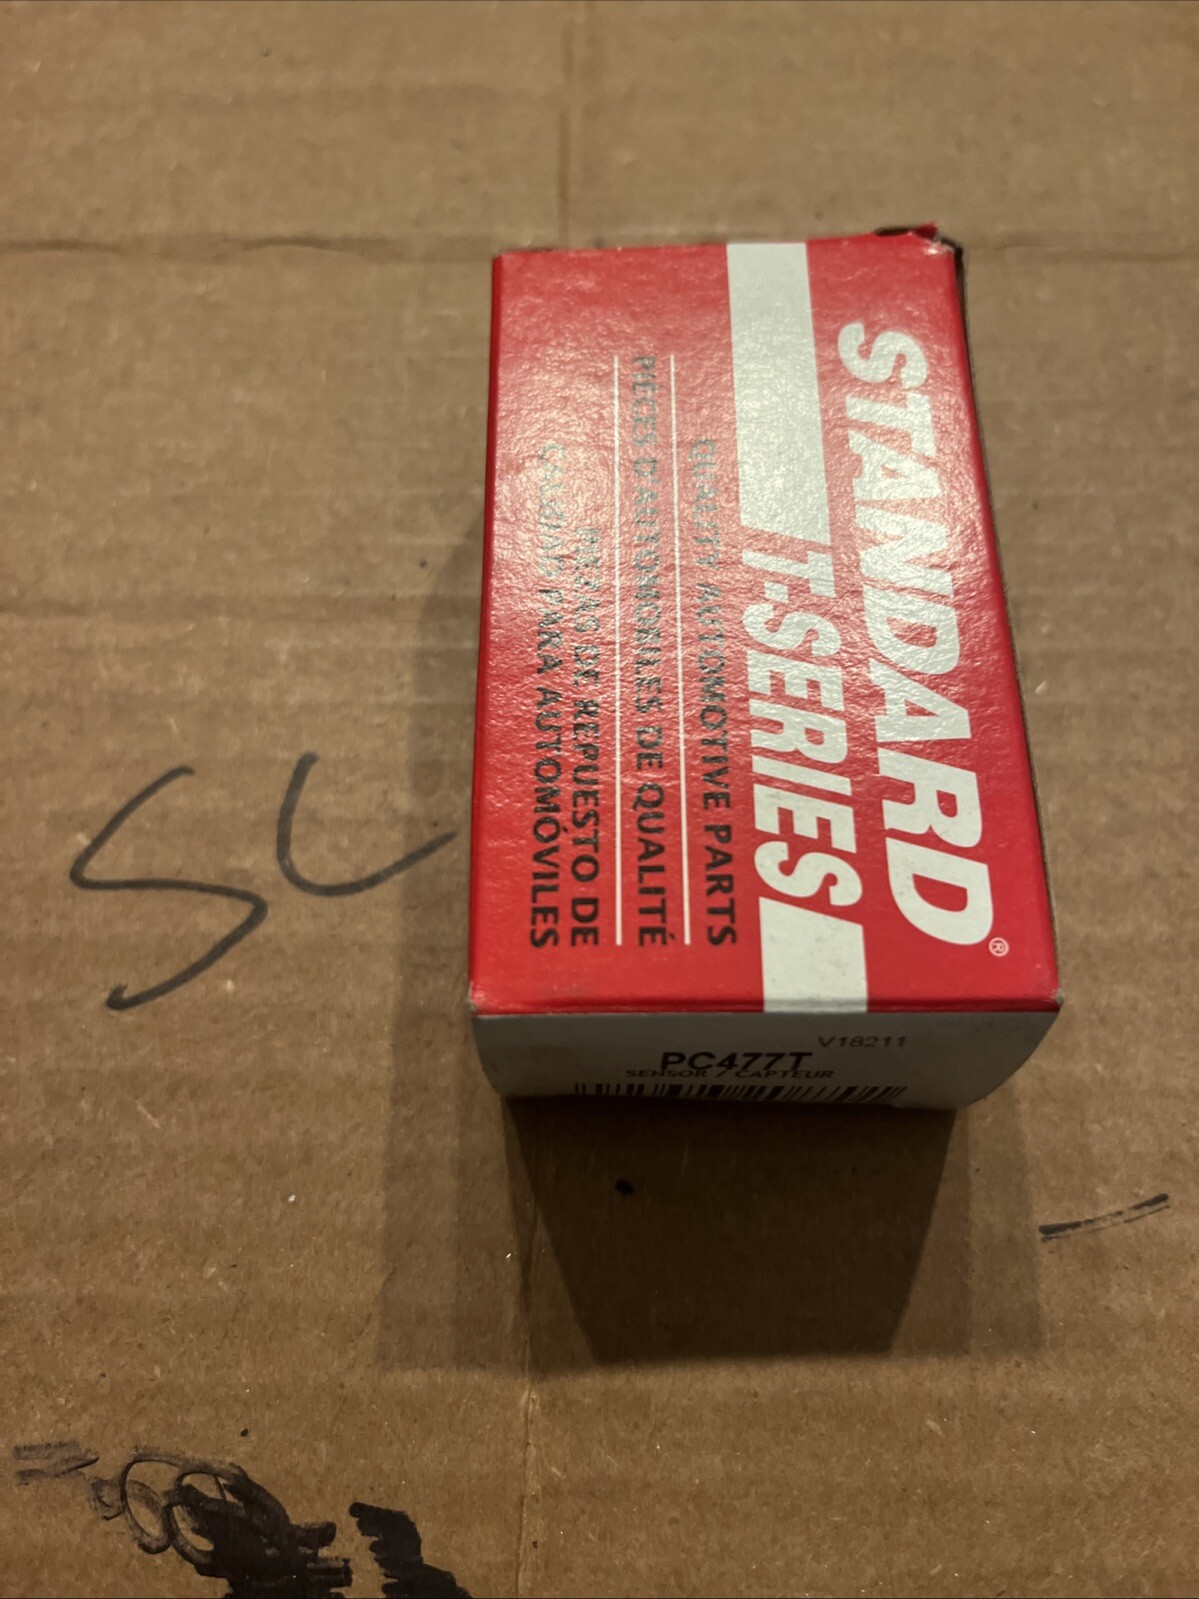 STANDARD®
T-SERIES
QUALITY AUTOMOTIVE PARTS
PIÈCES D'AUTOMOBILES DE QUALITÉ
PIEZAS DE REPUESTO DE
CALIDAD PARA AUTOMÓVILES
V18211
PC477T
SENSOR / CAPTEUR